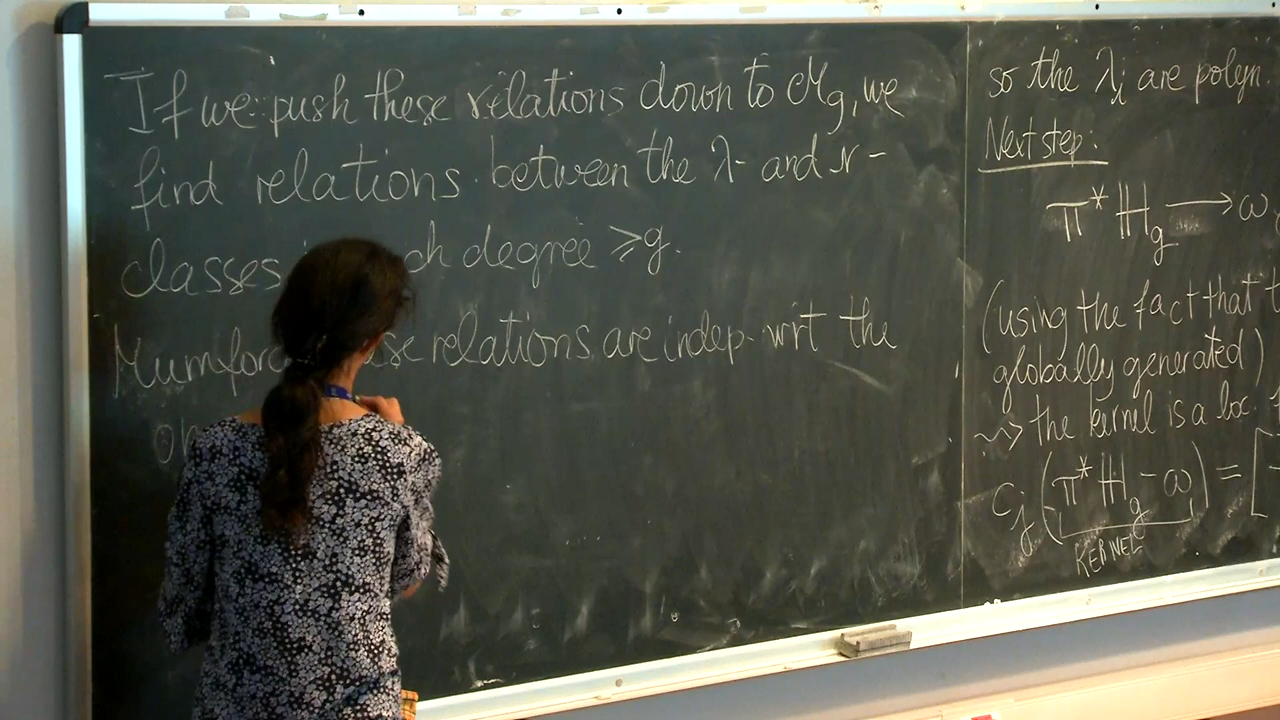 If we push these relations down to M_g, we
find relations between the λ- and κ-
classes degree ≥g.
Mumford relations are indep. wrt the
so the λ_i are polyn.
Next step:
π* ℍ_g → ω
(using the fact that
globally generated)
⇝ the kernel is a loc.
c_j (π* ℍ_g - ω) = [
KERNEL